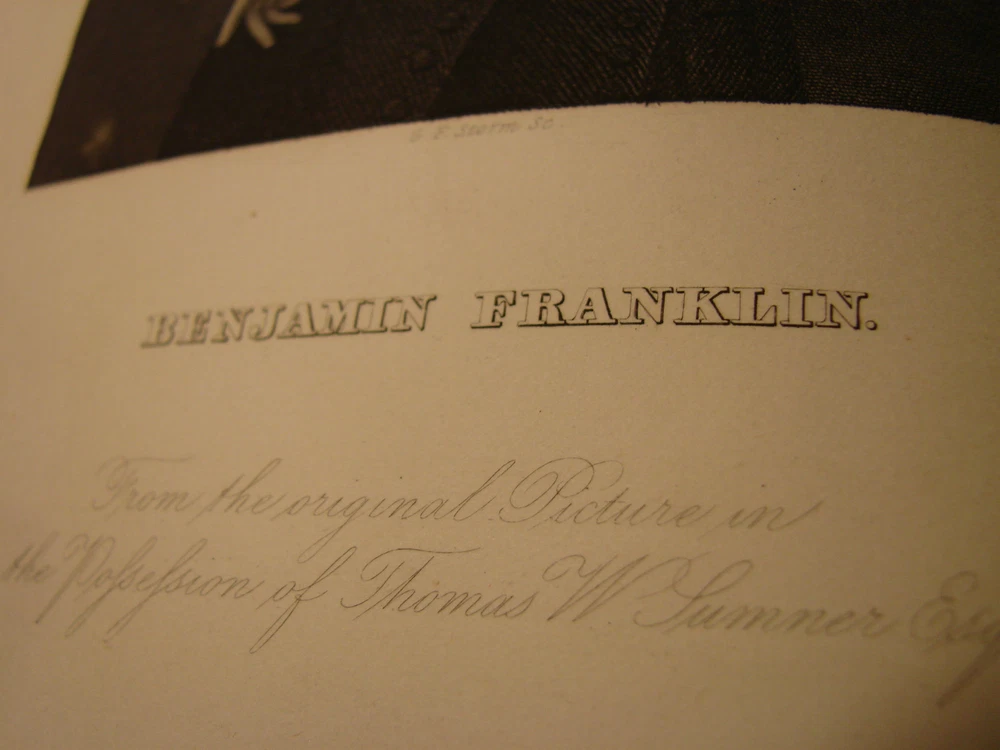 G. F. Storm Sc.
BENJAMIN FRANKLIN.
From the original Picture in
the Poſseſsion of Thomas W. Sumner Esq